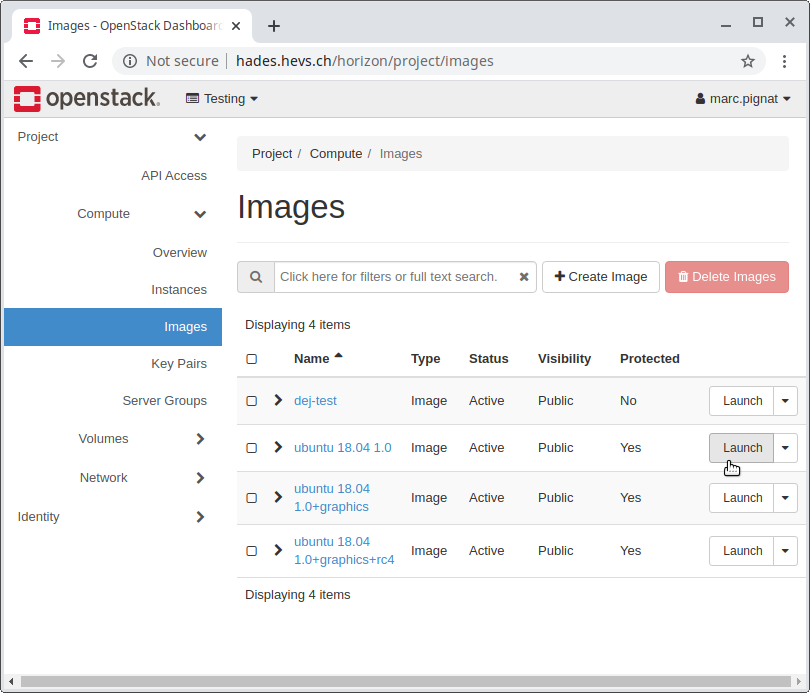 Images - OpenStack Dashboard
Not secure | hades.hevs.ch/horizon/project/images
openstack. Testing marc.pignat
Project
API Access
Compute
Overview
Instances
Images
Key Pairs
Server Groups
Volumes
Network
Identity
Project / Compute / Images
Images
Click here for filters or full text search. Create Image Delete Images
Displaying 4 items
Name Type Status Visibility Protected
dej-test Image Active Public No Launch
ubuntu 18.04 1.0 Image Active Public Yes Launch
ubuntu 18.04
1.0+graphics Image Active Public Yes Launch
ubuntu 18.04
1.0+graphics+rc4 Image Active Public Yes Launch
Displaying 4 items